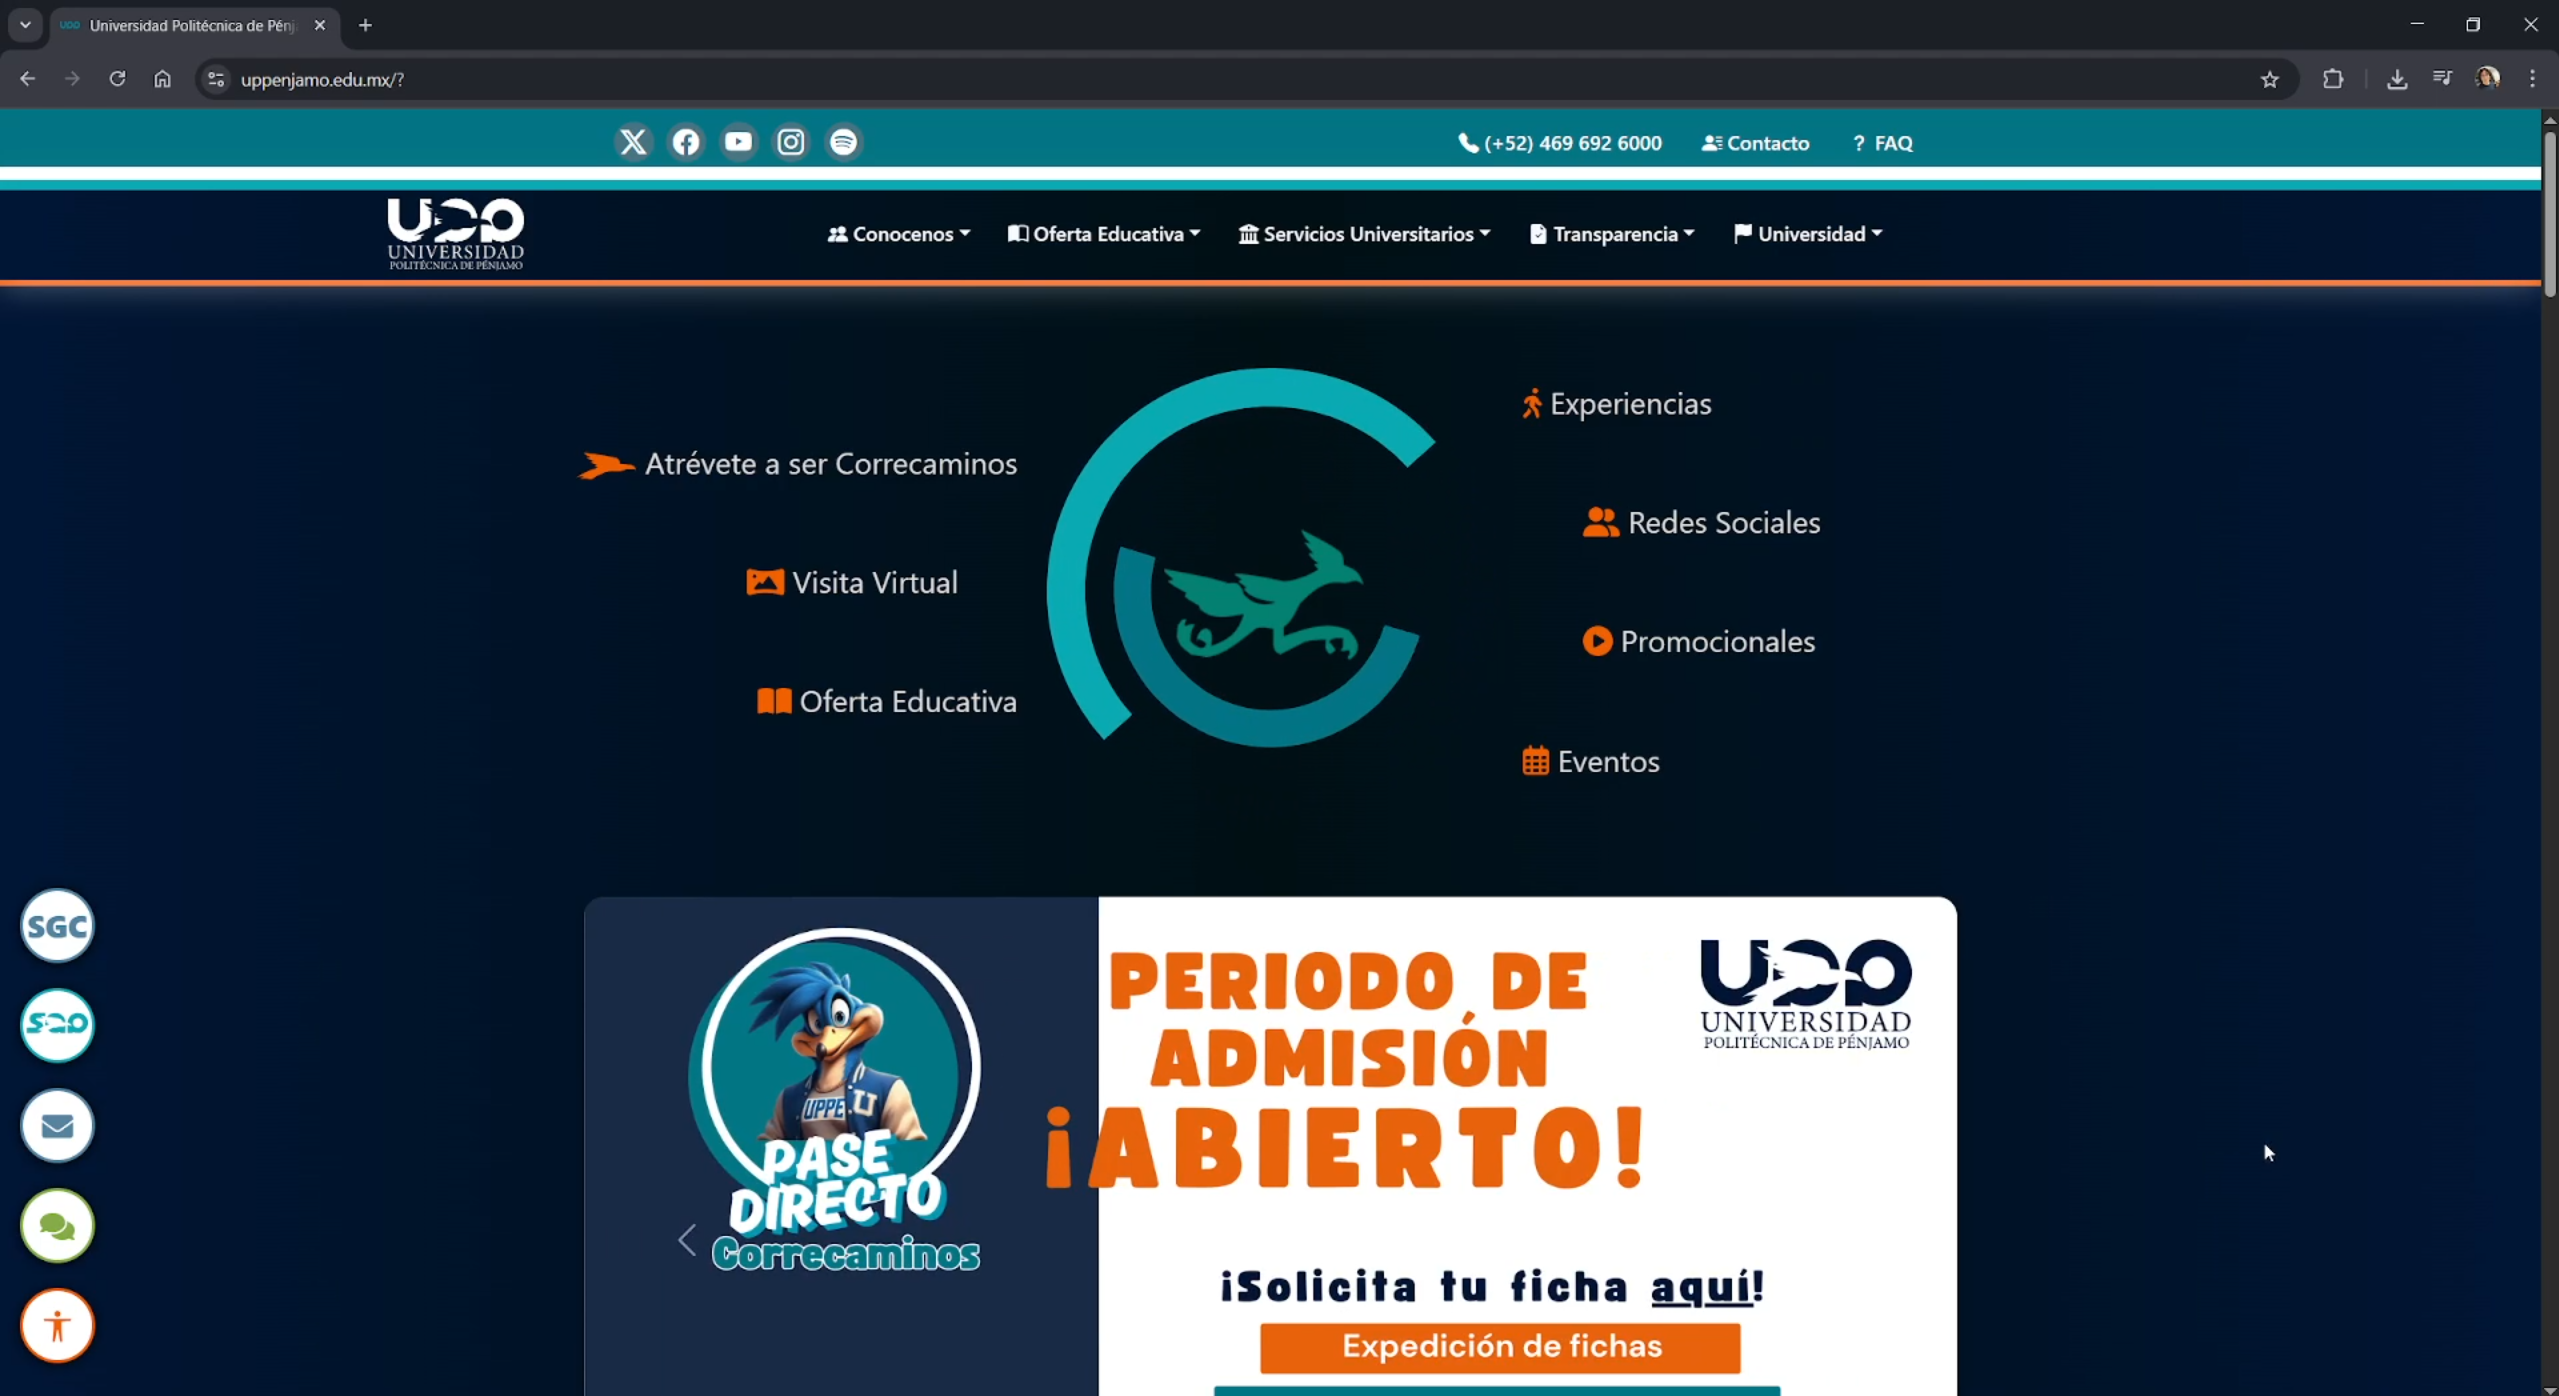 Universidad Politécnica de Pénj
uppenjamo.edu.mx/?
(+52) 469 692 6000
Contacto
? FAQ
UPP
UNIVERSIDAD
POLITÉCNICA DE PÉNJAMO
Conocenos
Oferta Educativa
Servicios Universitarios
Transparencia
Universidad
Atrévete a ser Correcaminos
Visita Virtual
Oferta Educativa
Experiencias
Redes Sociales
Promocionales
Eventos
SGC
UPPE
U
PASE
DIRECTO
Correcaminos
PERIODO DE
ADMISIÓN
¡ABIERTO!
UPP
UNIVERSIDAD
POLITÉCNICA DE PÉNJAMO
¡Solicita tu ficha aquí!
Expedición de fichas